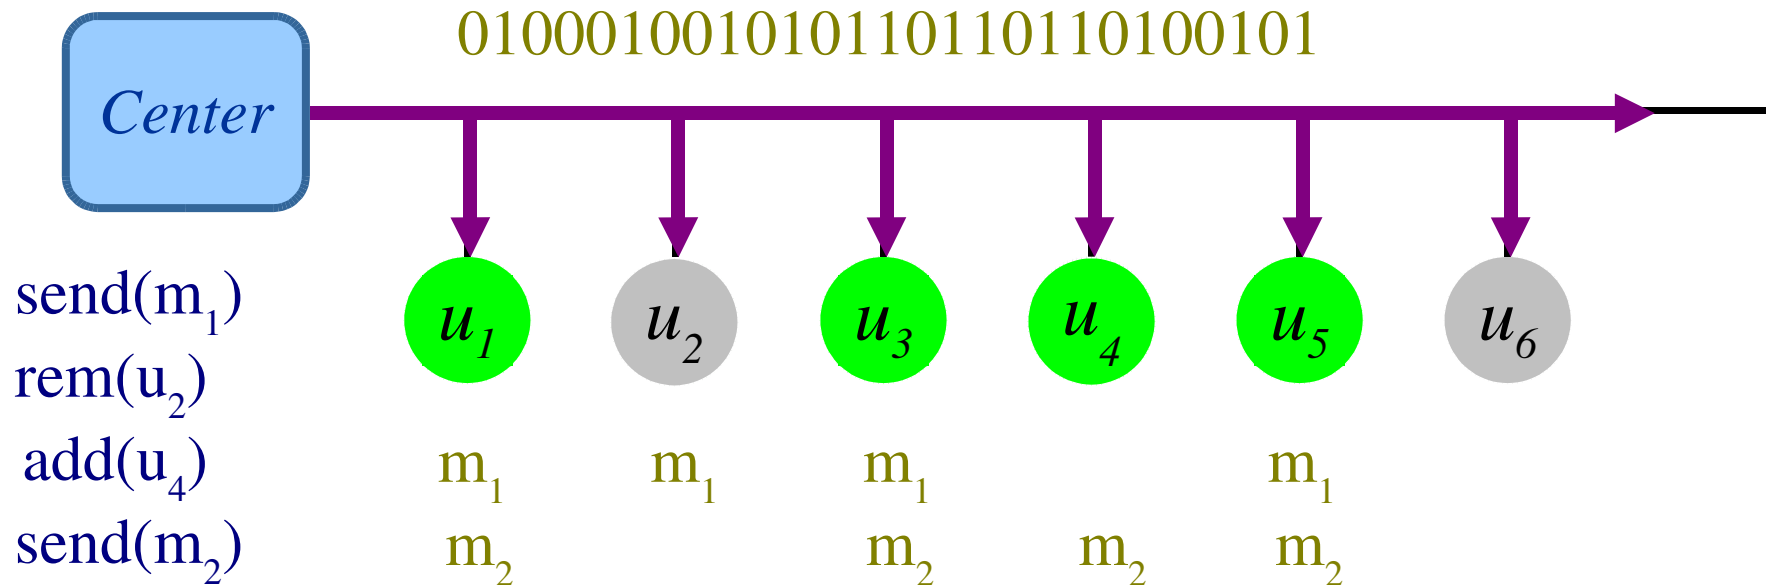 010001001010110110110100101
Center
send(m₁) u₁ u₂ u₃ u₄ u₅ u₆
rem(u₂)
add(u₄) m₁ m₁ m₁ m₁
send(m₂) m₂ m₂ m₂ m₂